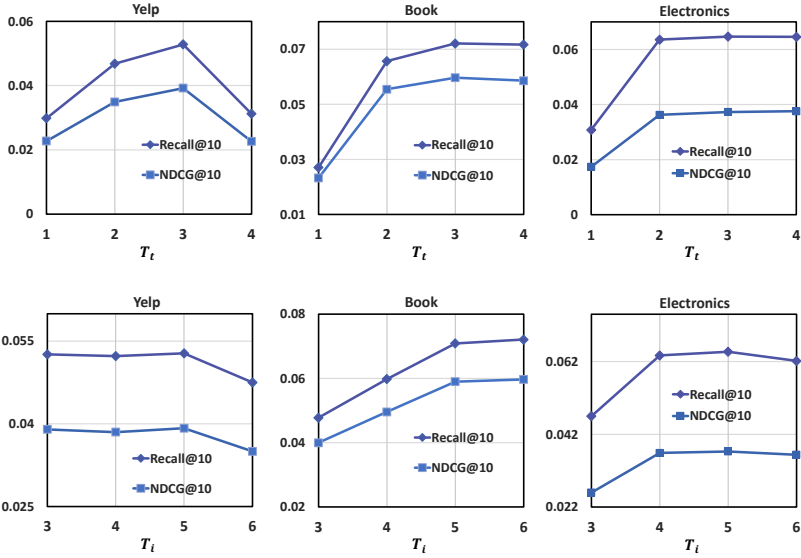 Yelp
0.06
0.04
0.02
0
Recall@10
NDCG@10
1 2 3 4
T_t
Book
0.07
0.05
0.03
0.01
Recall@10
NDCG@10
1 2 3 4
T_t
Electronics
0.06
0.04
0.02
0
Recall@10
NDCG@10
1 2 3 4
T_t
Yelp
0.055
0.04
0.025
Recall@10
NDCG@10
3 4 5 6
T_i
Book
0.08
0.06
0.04
0.02
Recall@10
NDCG@10
3 4 5 6
T_i
Electronics
0.062
0.042
0.022
Recall@10
NDCG@10
3 4 5 6
T_i